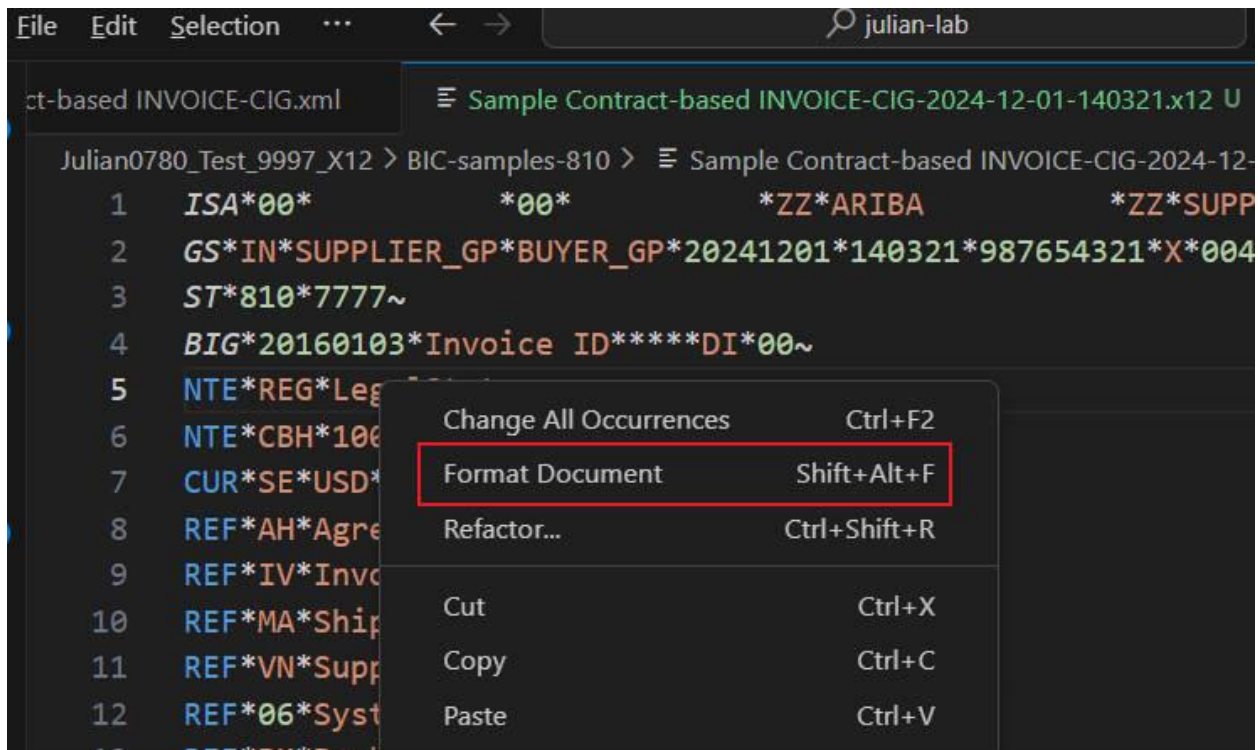 File Edit Selection ··· ← → julian-lab
ct-based INVOICE-CIG.xml Sample Contract-based INVOICE-CIG-2024-12-01-140321.x12 U
Julian0780_Test_9997_X12 > BIC-samples-810 > Sample Contract-based INVOICE-CIG-2024-12-
1 ISA*00* *00* *ZZ*ARIBA *ZZ*SUPP
2 GS*IN*SUPPLIER_GP*BUYER_GP*20241201*140321*987654321*X*004
3 ST*810*7777~
4 BIG*20160103*Invoice ID*****DI*00~
5 NTE*REG*Leg
6 NTE*CBH*100
7 CUR*SE*USD*
8 REF*AH*Agre
9 REF*IV*Invo
10 REF*MA*Ship
11 REF*VN*Supp
12 REF*06*Syst
Change All Occurrences Ctrl+F2
Format Document Shift+Alt+F
Refactor... Ctrl+Shift+R
Cut Ctrl+X
Copy Ctrl+C
Paste Ctrl+V